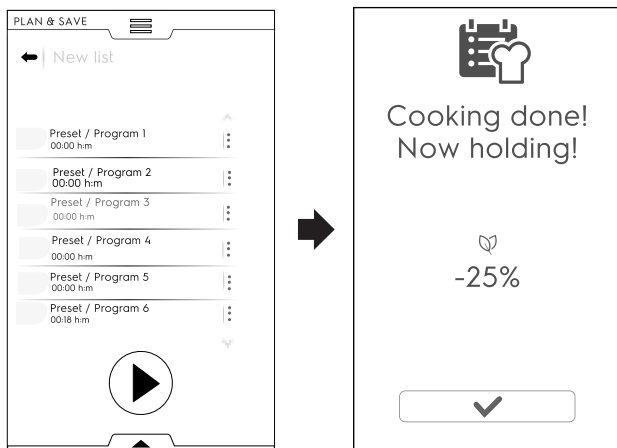 PLAN & SAVE
New list
Preset / Program 1
00:00 h:m
Preset / Program 2
00:00 h:m
Preset / Program 3
00:00 h:m
Preset / Program 4
00:00 h:m
Preset / Program 5
00:00 h:m
Preset / Program 6
00:18 h:m
Cooking done!
Now holding!
-25%